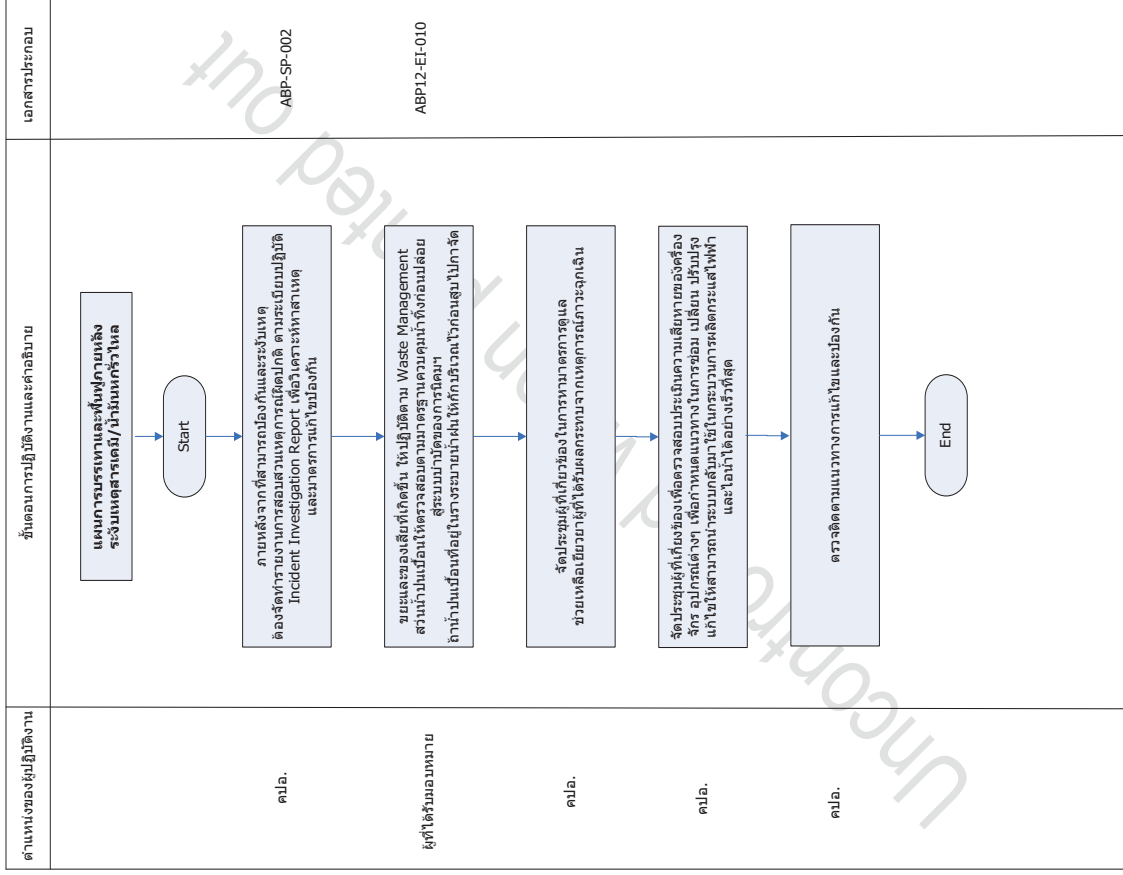 ตำแหน่งของผู้ปฏิบัติงาน
ขั้นตอนการปฏิบัติงานและคำอธิบาย
เอกสารประกอบ
แผนการบรรเทาและฟื้นฟูภายหลัง
ระงับเหตุสารเคมี/น้ำมันหกรั่วไหล
Start
คปอ.
ภายหลังจากที่สามารถป้องกันและระงับเหตุ
ต้องจัดทำรายงานการสอบสวนเหตุการณ์ผิดปกติ ตามระเบียบปฏิบัติ
Incident Investigation Report เพื่อวิเคราะห์หาสาเหตุ
และมาตรการแก้ไขป้องกัน
ABP-SP-002
ผู้ที่ได้รับมอบหมาย
ขยะและของเสียที่เกิดขึ้น ให้ปฏิบัติตาม Waste Management
สว่นน้ำปนเปื้อนให้ตรวจสอบตามมาตรฐานควบคุมน้ำทิ้งก่อนปล่อย
สู่ระบบบำบัดของการนิคมฯ
ถ้าน้ำปนเปื้อนที่อยู่ในรางระบายน้ำฝนให้กักบริเวณไว้ก่อนสูบไปกาจัด
ABP12-EI-010
คปอ.
จัดประชุมผู้ที่เกี่ยวข้องในการหามาตรการดูแล
ช่วยเหลือเยียวยาผู้ที่ได้รับผลกระทบจากเหตุการณ์ภาวะฉุกเฉิน
คปอ.
จัดประชุมผู้ที่เกี่ยงข้องเพื่อตรวจสอบประเมินความเสียหายของเครื่อง
จักร อุปกรณ์ต่างๆ เพื่อกำหนดแนวทางในการซ่อม เปลี่ยน ปรับปรุง
แก้ไขให้สามารถนำระบบกลับมาใช้ในกระบวนการผลิตกระแสไฟฟ้า
และไอน้ำได้อย่างเร็วที่สุด
คปอ.
ตรวจติดตามแนวทางการแก้ไขและป้องกัน
End
Uncontrolled When printed out